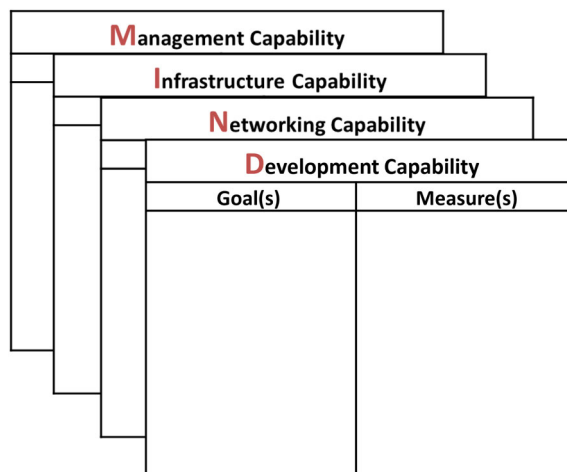 Management Capability
Infrastructure Capability
Networking Capability
Development Capability
Goal(s) Measure(s)